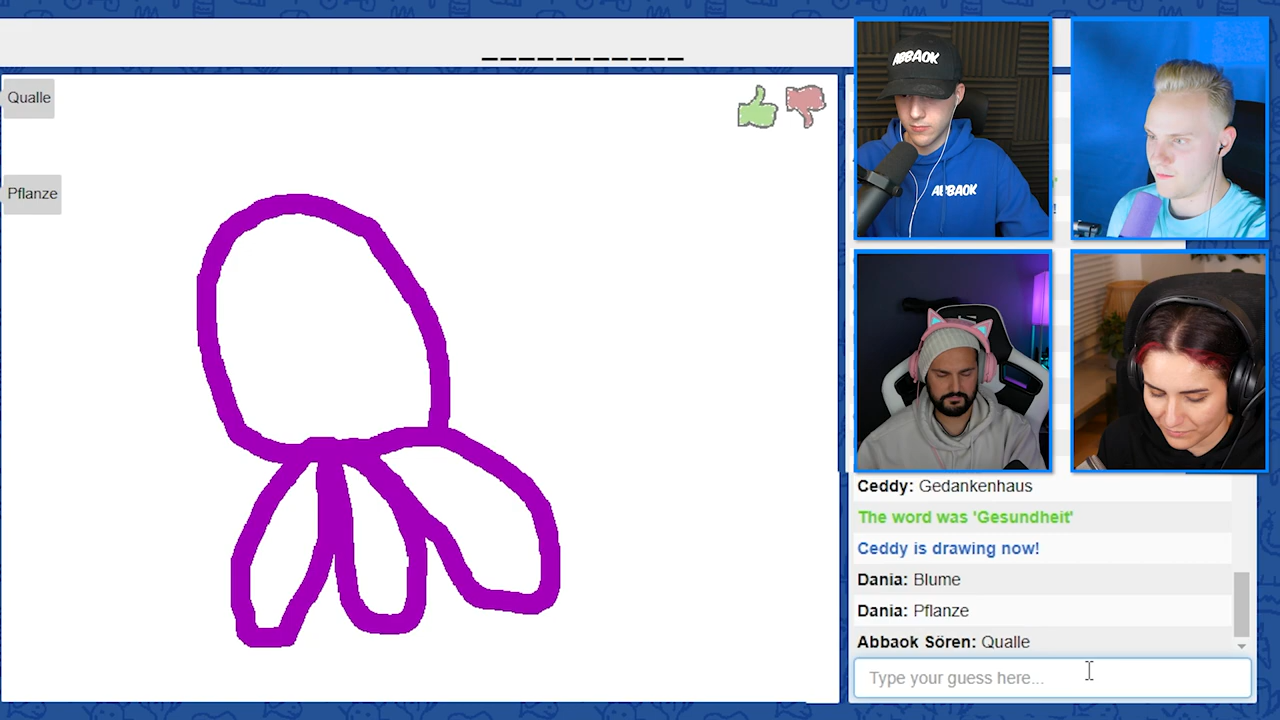 ___________
Qualle
Pflanze
ABBAOK
ABBAOK
Ceddy: Gedankenhaus
The word was 'Gesundheit'
Ceddy is drawing now!
Dania: Blume
Dania: Pflanze
Abbaok Sören: Qualle
Type your guess here...